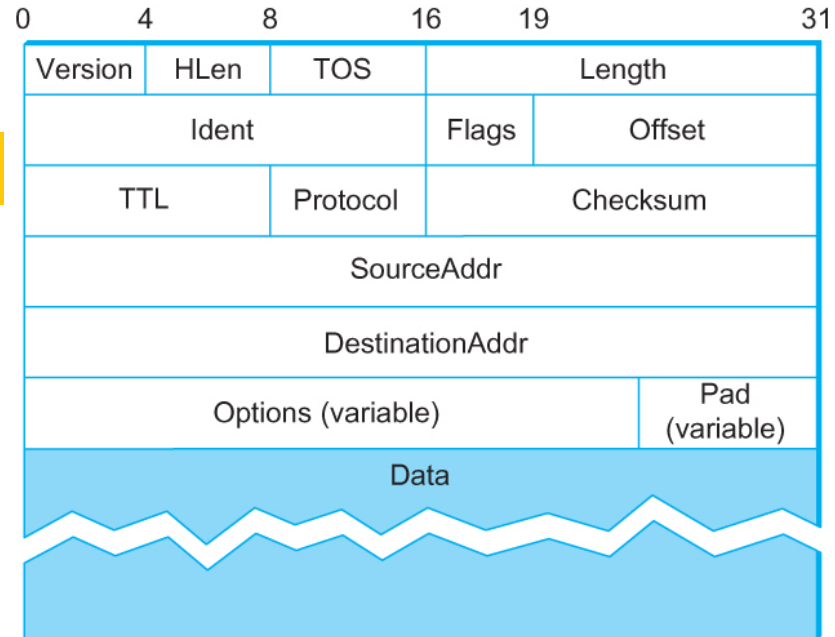 0 4 8 16 19 31
Version HLen TOS Length
Ident Flags Offset
TTL Protocol Checksum
SourceAddr
DestinationAddr
Options (variable) Pad
(variable)
Data